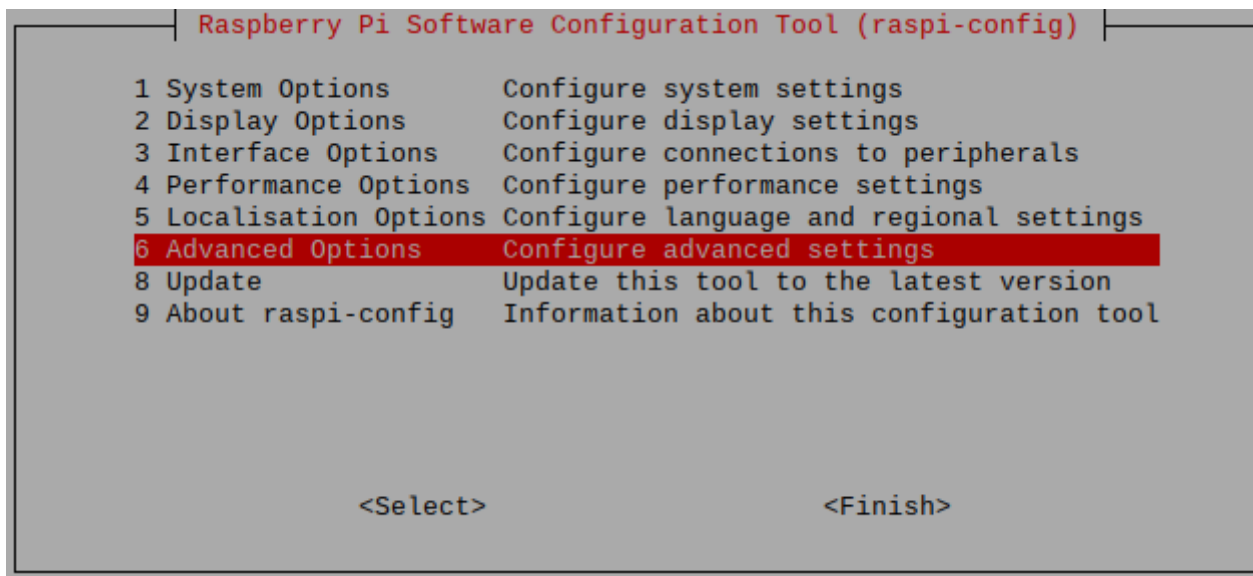 Raspberry Pi Software Configuration Tool (raspi-config)
1 System Options Configure system settings
2 Display Options Configure display settings
3 Interface Options Configure connections to peripherals
4 Performance Options Configure performance settings
5 Localisation Options Configure language and regional settings
6 Advanced Options Configure advanced settings
8 Update Update this tool to the latest version
9 About raspi-config Information about this configuration tool
<Select> <Finish>